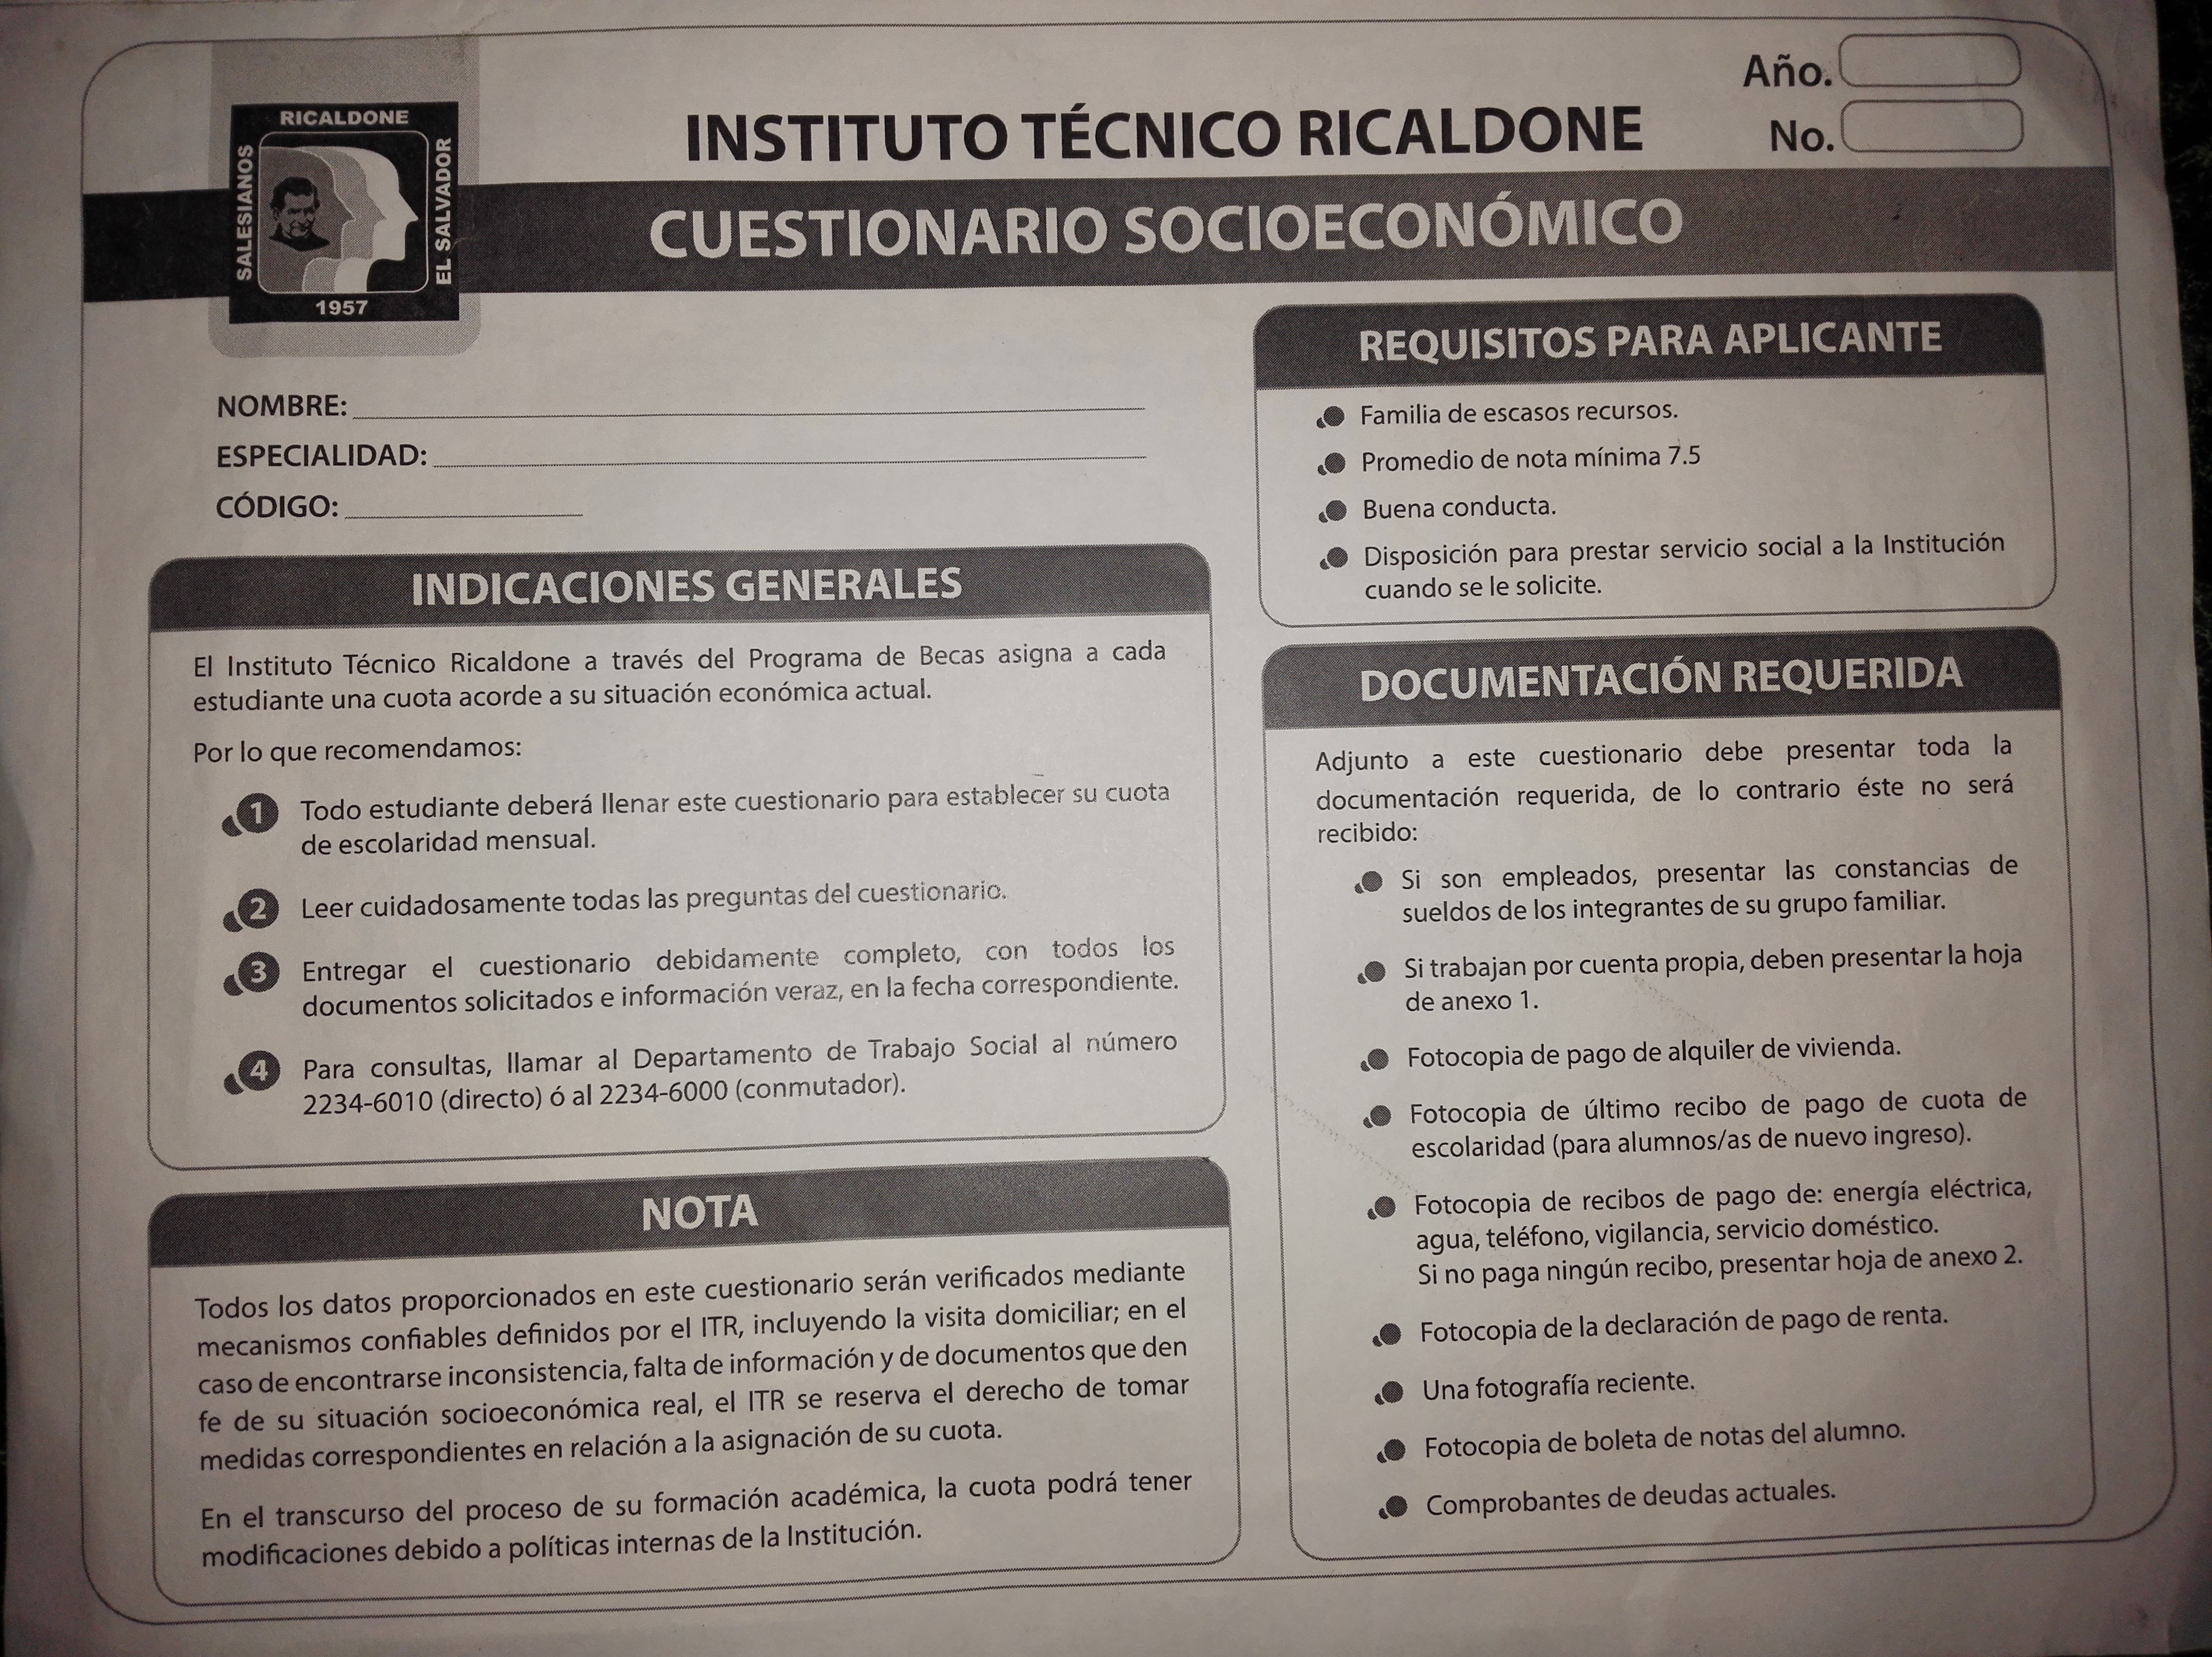 Año.
No.
RICALDONE
SALESIANOS
EL SALVADOR
1957
INSTITUTO TÉCNICO RICALDONE
CUESTIONARIO SOCIOECONÓMICO
NOMBRE:
ESPECIALIDAD:
CÓDIGO:
INDICACIONES GENERALES
El Instituto Técnico Ricaldone a través del Programa de Becas asigna a cada
estudiante una cuota acorde a su situación económica actual.
Por lo que recomendamos:
1 Todo estudiante deberá llenar este cuestionario para establecer su cuota
de escolaridad mensual.
2 Leer cuidadosamente todas las preguntas del cuestionario.
3 Entregar el cuestionario debidamente completo, con todos los
documentos solicitados e información veraz, en la fecha correspondiente.
4 Para consultas, llamar al Departamento de Trabajo Social al número
2234-6010 (directo) ó al 2234-6000 (conmutador).
NOTA
Todos los datos proporcionados en este cuestionario serán verificados mediante
mecanismos confiables definidos por el ITR, incluyendo la visita domiciliar; en el
caso de encontrarse inconsistencia, falta de información y de documentos que den
fe de su situación socioeconómica real, el ITR se reserva el derecho de tomar
medidas correspondientes en relación a la asignación de su cuota.
En el transcurso del proceso de su formación académica, la cuota podrá tener
modificaciones debido a políticas internas de la Institución.
REQUISITOS PARA APLICANTE
Familia de escasos recursos.
Promedio de nota mínima 7.5
Buena conducta.
Disposición para prestar servicio social a la Institución
cuando se le solicite.
DOCUMENTACIÓN REQUERIDA
Adjunto a este cuestionario debe presentar toda la
documentación requerida, de lo contrario éste no será
recibido:
Si son empleados, presentar las constancias de
sueldos de los integrantes de su grupo familiar.
Si trabajan por cuenta propia, deben presentar la hoja
de anexo 1.
Fotocopia de pago de alquiler de vivienda.
Fotocopia de último recibo de pago de cuota de
escolaridad (para alumnos/as de nuevo ingreso).
Fotocopia de recibos de pago de: energía eléctrica,
agua, teléfono, vigilancia, servicio doméstico.
Si no paga ningún recibo, presentar hoja de anexo 2.
Fotocopia de la declaración de pago de renta.
Una fotografía reciente.
Fotocopia de boleta de notas del alumno.
Comprobantes de deudas actuales.